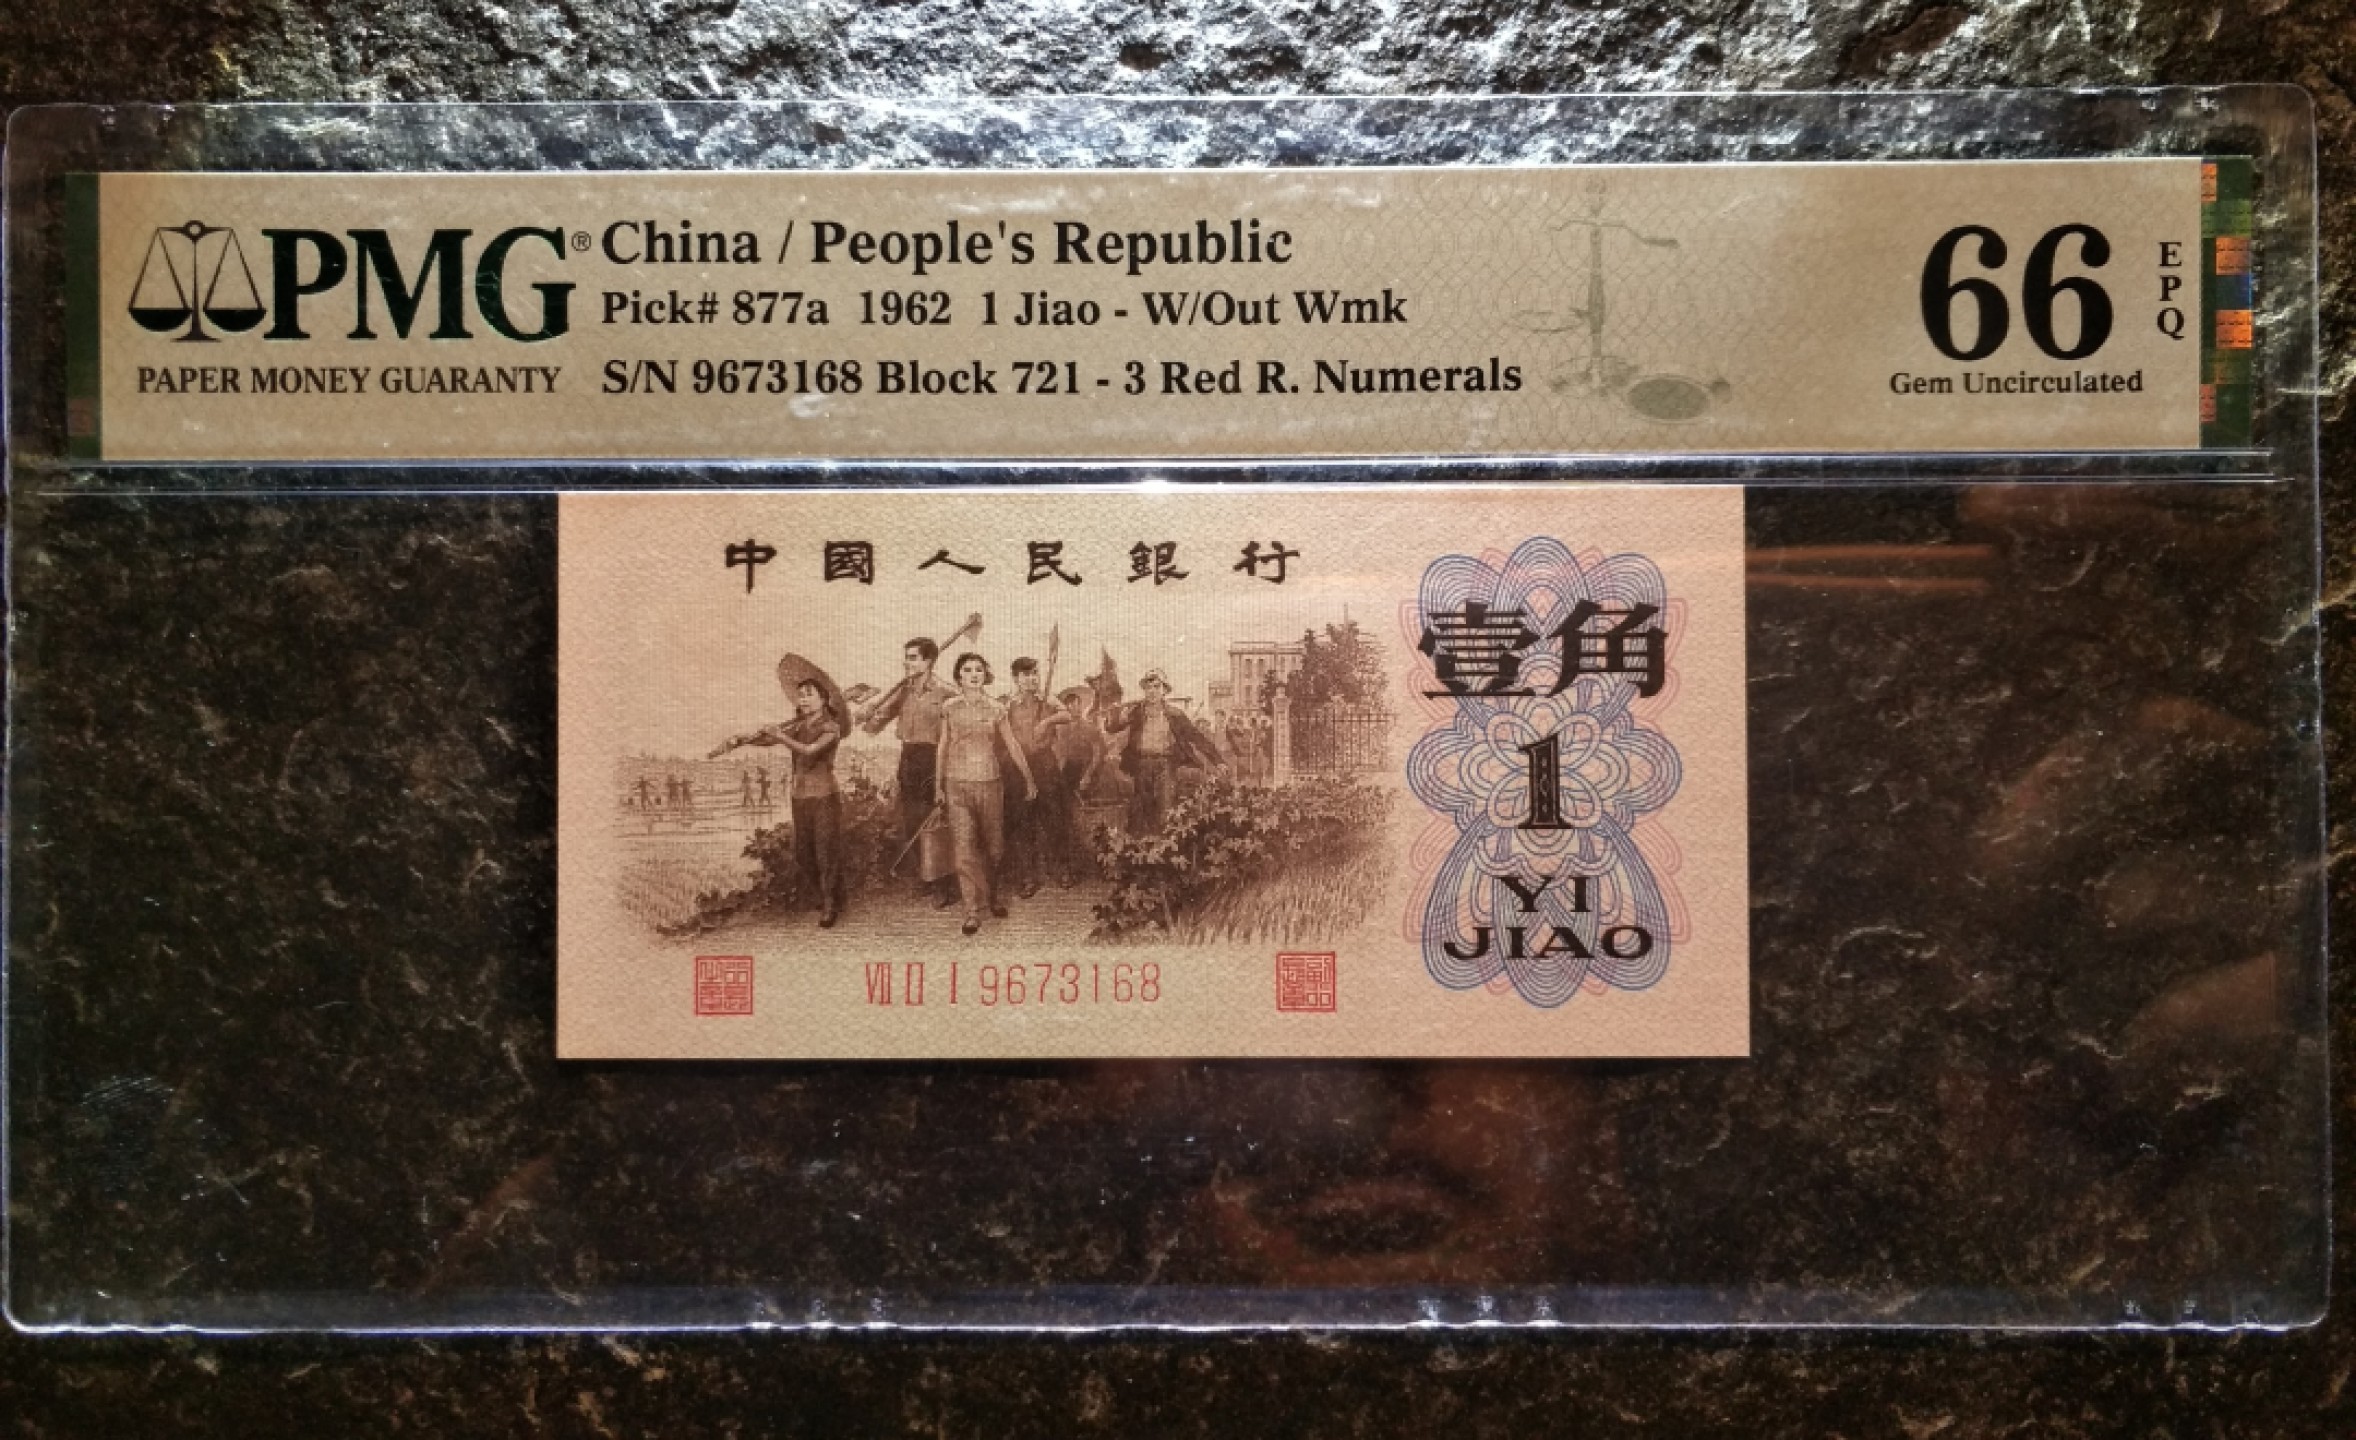 PMG®
PAPER MONEY GUARANTY
China / People's Republic
Pick# 877a 1962 1 Jiao - W/Out Wmk
S/N 9673168 Block 721 - 3 Red R. Numerals
66
EPQ
Gem Uncirculated
中國人民銀行
壹角
1
YI
JIAO
VII II I 9673168